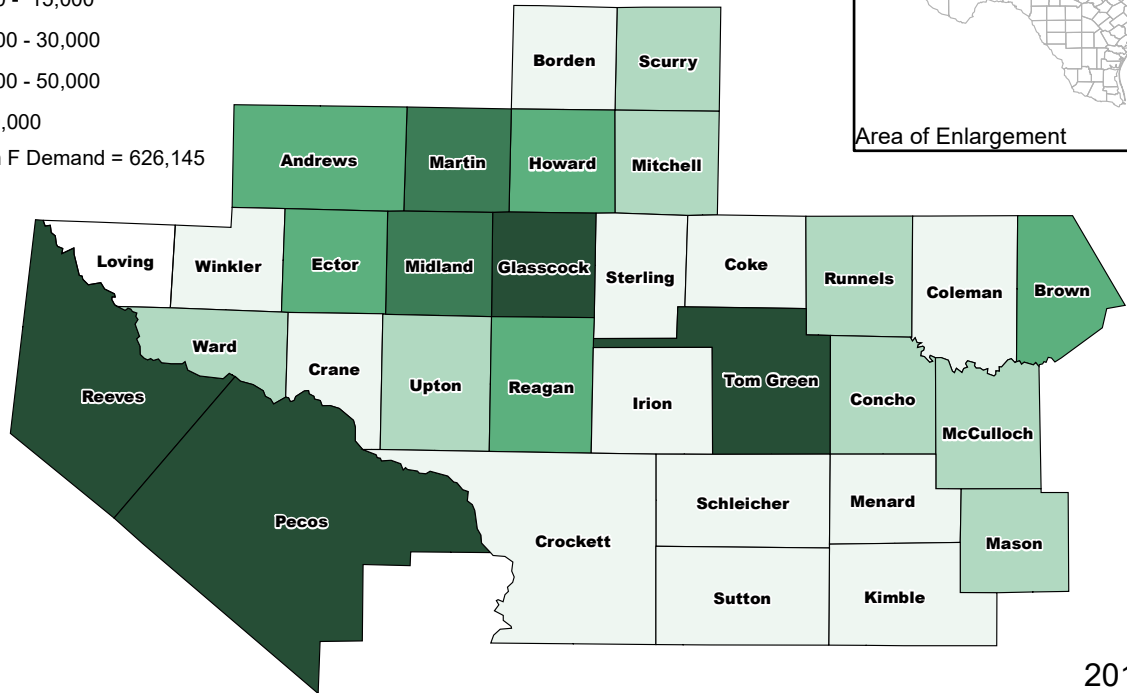 15,000
00 - 30,000
00 - 50,000
,000
F Demand = 626,145
Area of Enlargement
Borden
Scurry
Andrews
Martin
Howard
Mitchell
Loving
Winkler
Ector
Midland
Glasscock
Sterling
Coke
Runnels
Coleman
Brown
Ward
Crane
Upton
Reagan
Irion
Tom Green
Concho
McCulloch
Reeves
Pecos
Crockett
Schleicher
Menard
Mason
Sutton
Kimble
201